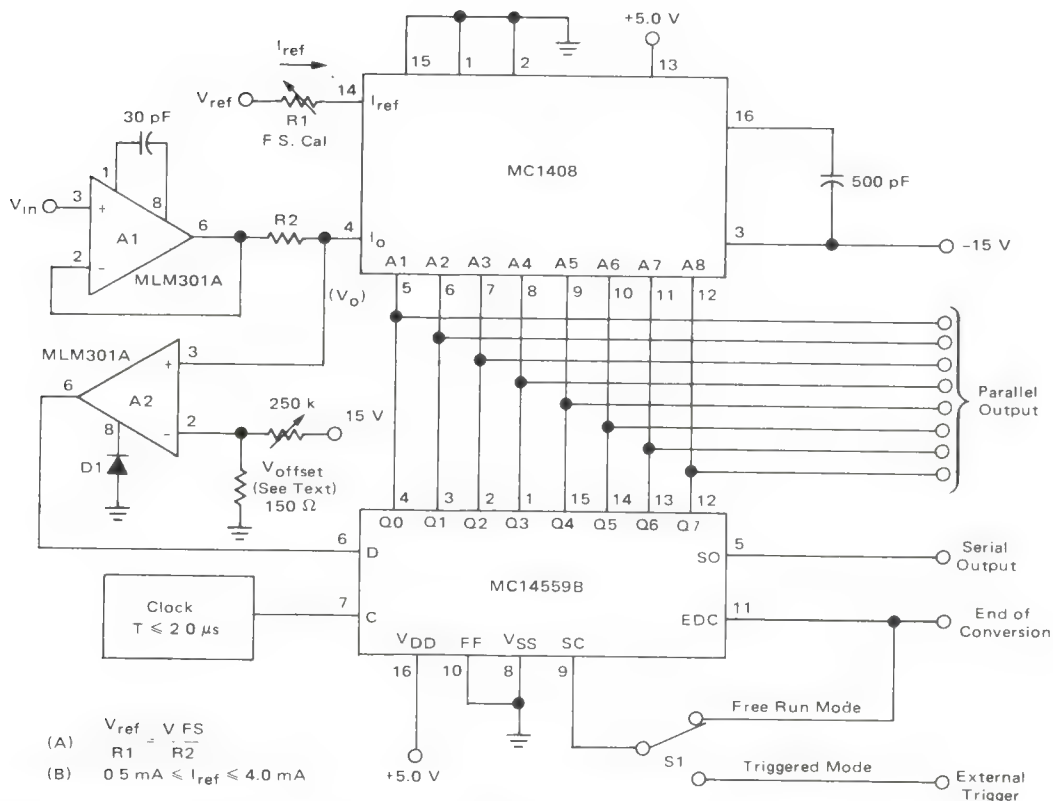 +5.0 V
I ref
15
1
2
13
14
V ref
I ref
R1
F S. Cal
30 pF
16
MC1408
500 pF
1
8
V in
3
+
A1
6
R2
4
I o
3
-15 V
2
-
MLM301A
A1 A2 A3 A4 A5 A6 A7 A8
5 6 7 8 9 10 11 12
(V o)
MLM301A
3
+
6
A2
250 k
15 V
8
2
-
D1
V offset
(See Text)
150 Ω
Parallel
Output
4 3 2 1 15 14 13 12
Q0 Q1 Q2 Q3 Q4 Q5 Q6 Q7
6
D
5
SO
Serial
Output
MC14559B
Clock
T ⩽ 2 0 μs
7
C
11
EDC
End of
Conversion
V DD
FF
V SS
SC
16
10
8
9
Free Run Mode
S1
(A) V ref / R1 = V FS / R2
(B) 0 5 mA ⩽ I ref ⩽ 4.0 mA
+5.0 V
Triggered Mode
External
Trigger